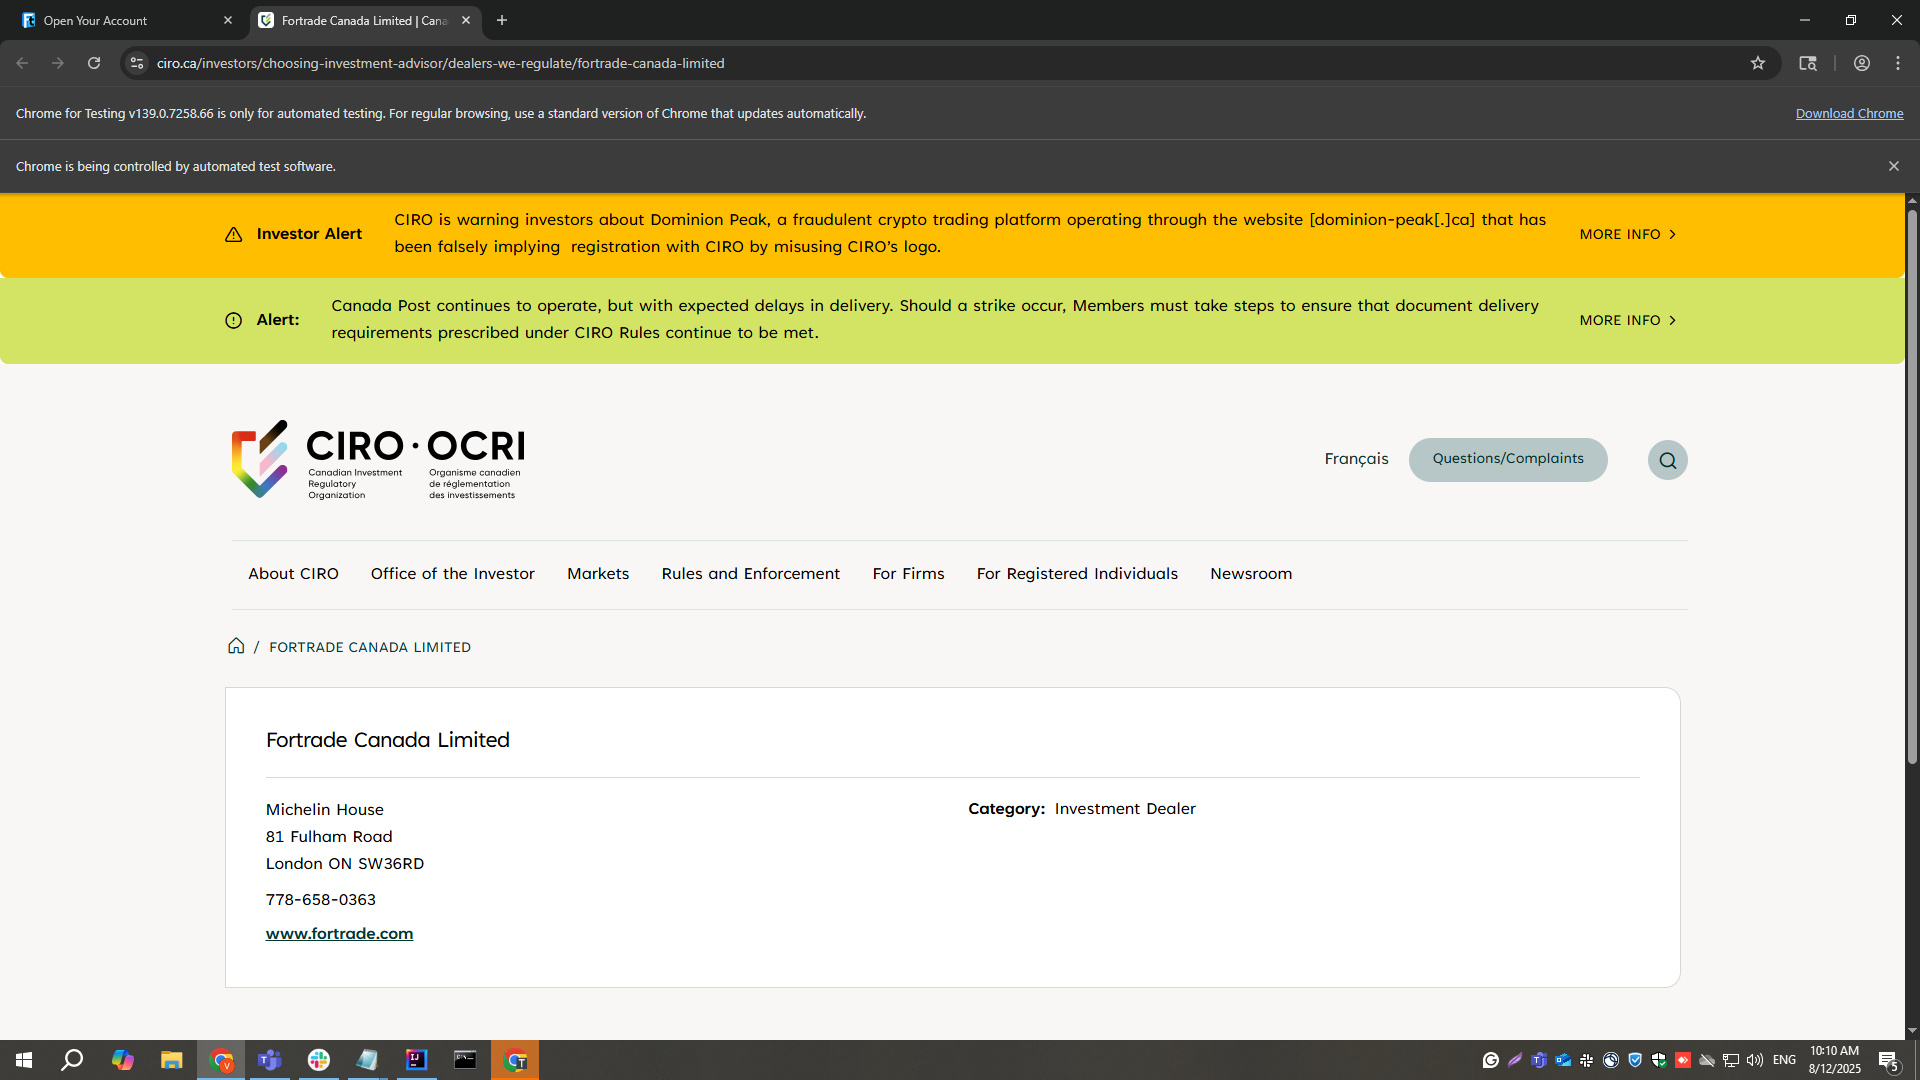 Open Your Account
Fortrade Canada Limited | Cana
ciro.ca/investors/choosing-investment-advisor/dealers-we-regulate/fortrade-canada-limited
Chrome for Testing v139.0.7258.66 is only for automated testing. For regular browsing, use a standard version of Chrome that updates automatically.
Download Chrome
Chrome is being controlled by automated test software.
Investor Alert
CIRO is warning investors about Dominion Peak, a fraudulent crypto trading platform operating through the website [dominion-peak[.]ca] that has
been falsely implying registration with CIRO by misusing CIRO’s logo.
MORE INFO
Alert:
Canada Post continues to operate, but with expected delays in delivery. Should a strike occur, Members must take steps to ensure that document delivery
requirements prescribed under CIRO Rules continue to be met.
MORE INFO
CIRO · OCRI
Canadian Investment
Regulatory
Organization
Organisme canadien
de réglementation
des investissements
Français
Questions/Complaints
About CIRO
Office of the Investor
Markets
Rules and Enforcement
For Firms
For Registered Individuals
Newsroom
/ FORTRADE CANADA LIMITED
Fortrade Canada Limited
Michelin House
81 Fulham Road
London ON SW36RD
778-658-0363
www.fortrade.com
Category: Investment Dealer
ENG
10:10 AM
8/12/2025
5